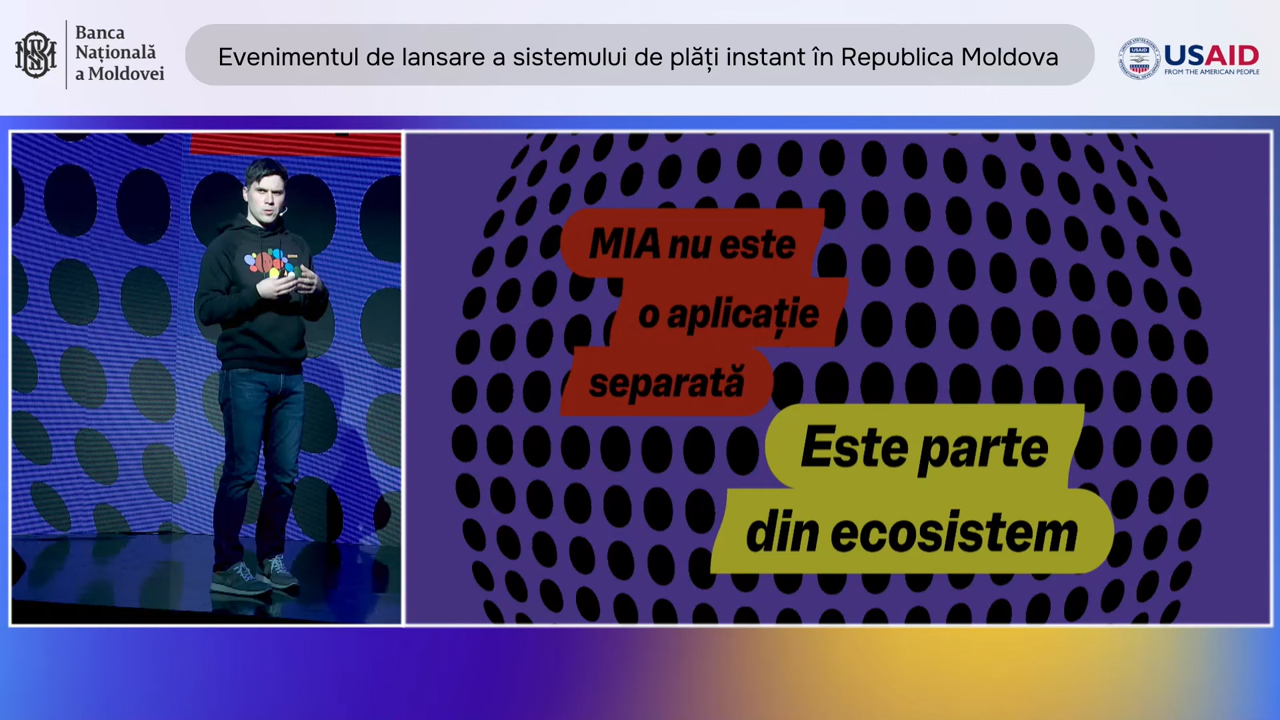 Banca
Națională
a Moldovei
Evenimentul de lansare a sistemului de plăți instant în Republica Moldova
USAID
USAID
FROM THE AMERICAN PEOPLE
MIA nu este
o aplicație
separată
Este parte
din ecosistem